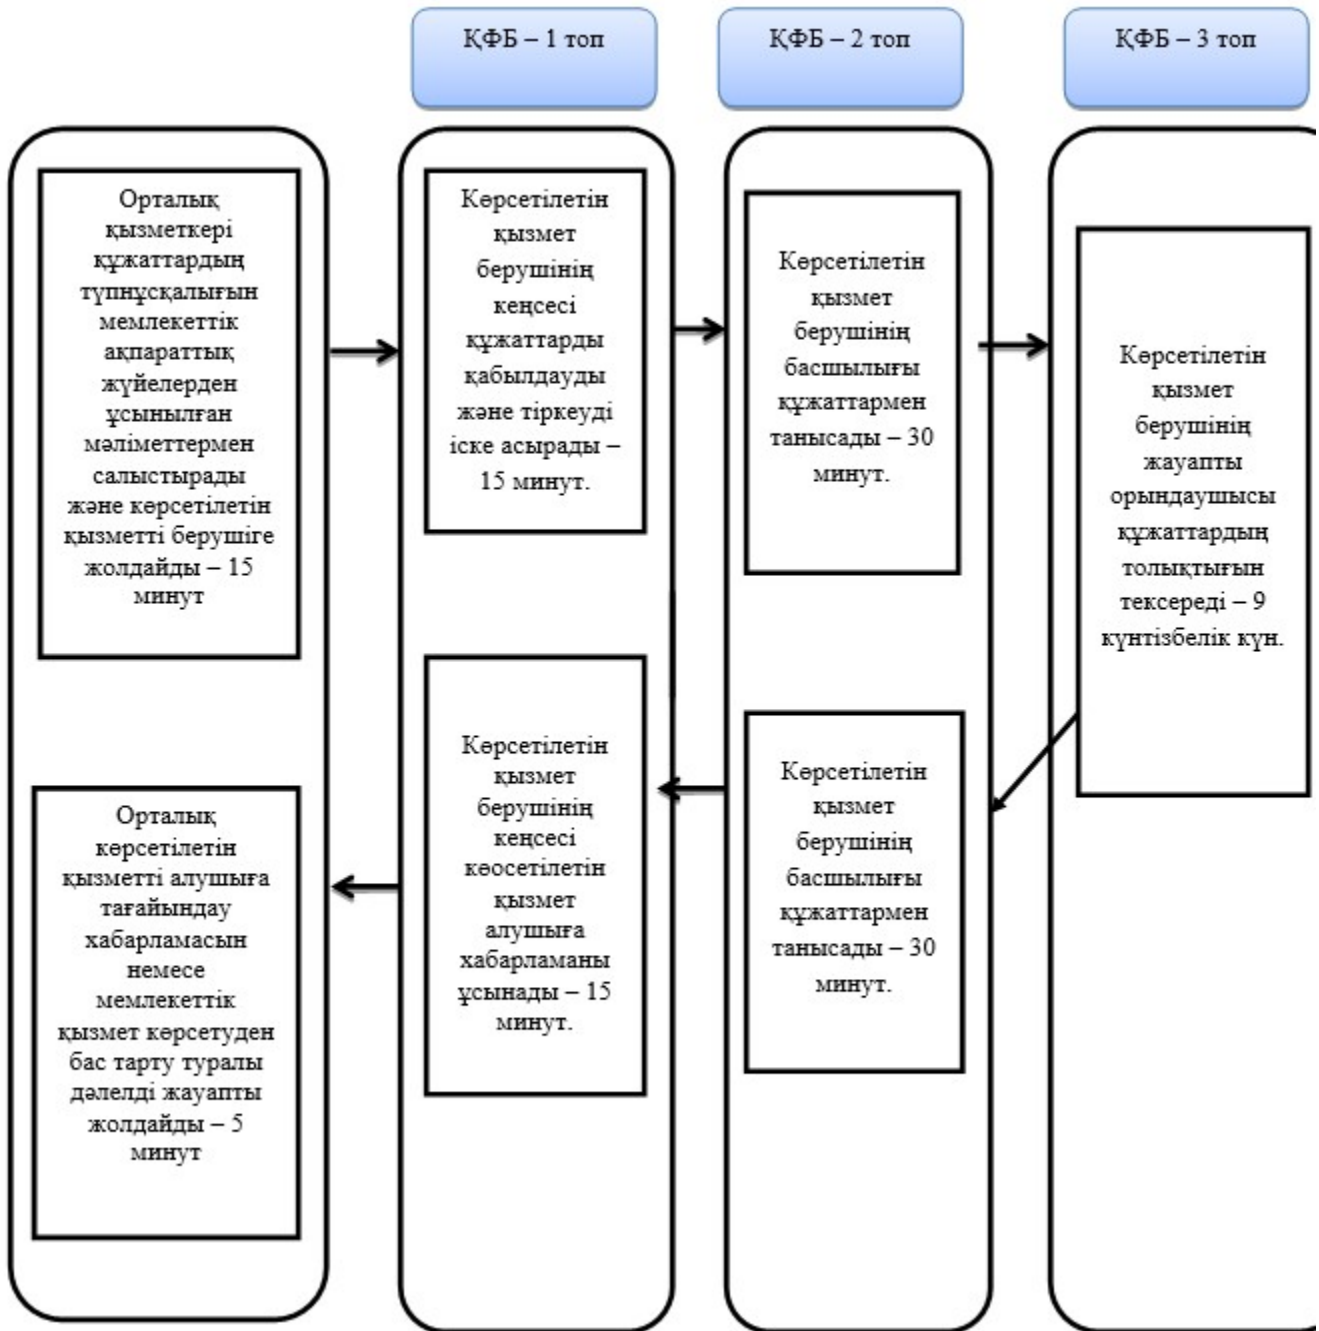 ҚФБ – 1 топ
ҚФБ – 2 топ
ҚФБ – 3 топ
Орталық
қызметкері
құжаттардың
түпнұсқалығын
мемлекеттік
ақпараттық
жүйелерден
ұсынылған
мәліметтермен
салыстырады
және көрсетілетін
қызметті берушіге
жолдайды – 15
минут
Көрсетілетін
қызмет
берушінің
кеңсесі
құжаттарды
қабылдауды
және тіркеуді
іске асырады –
15 минут.
Көрсетілетін
қызмет
берушінің
басшылығы
құжаттармен
танысады – 30
минут.
Көрсетілетін
қызмет
берушінің
жауапты
орындаушысы
құжаттардың
толықтығын
тексереді – 9
күнтізбелік күн.
Көрсетілетін
қызмет
берушінің
басшылығы
құжаттармен
танысады – 30
минут.
Көрсетілетін
қызмет
берушінің
кеңсесі
көосетілетін
қызмет
алушыға
хабарламаны
ұсынады – 15
минут.
Орталық
көрсетілетін
қызметті алушыға
тағайындау
хабарламасын
немесе
мемлекеттік
қызмет көрсетуден
бас тарту туралы
дәлелді жауапты
жолдайды – 5
минут